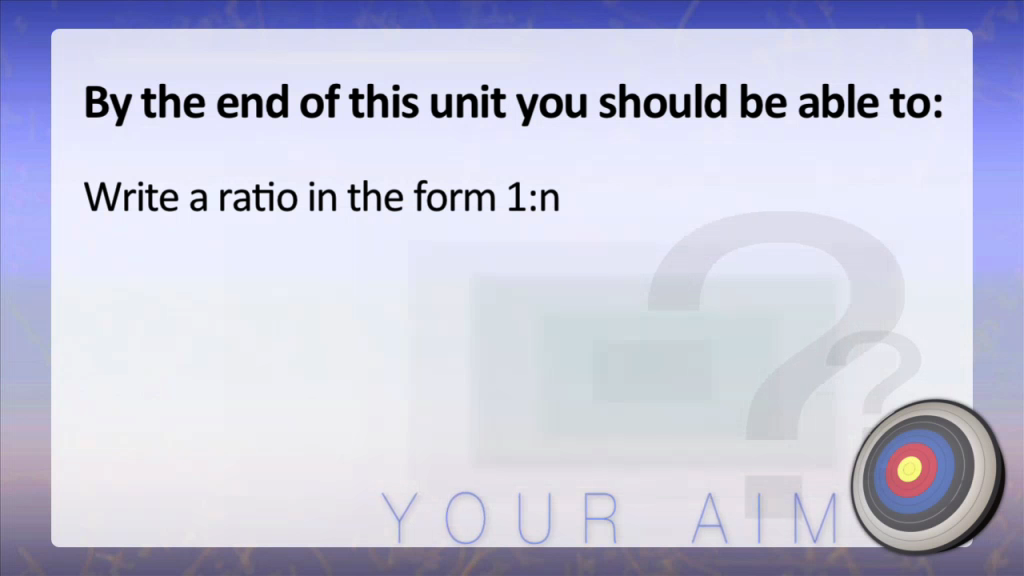 By the end of this unit you should be able to:
Write a ratio in the form 1:n
YOUR AIM